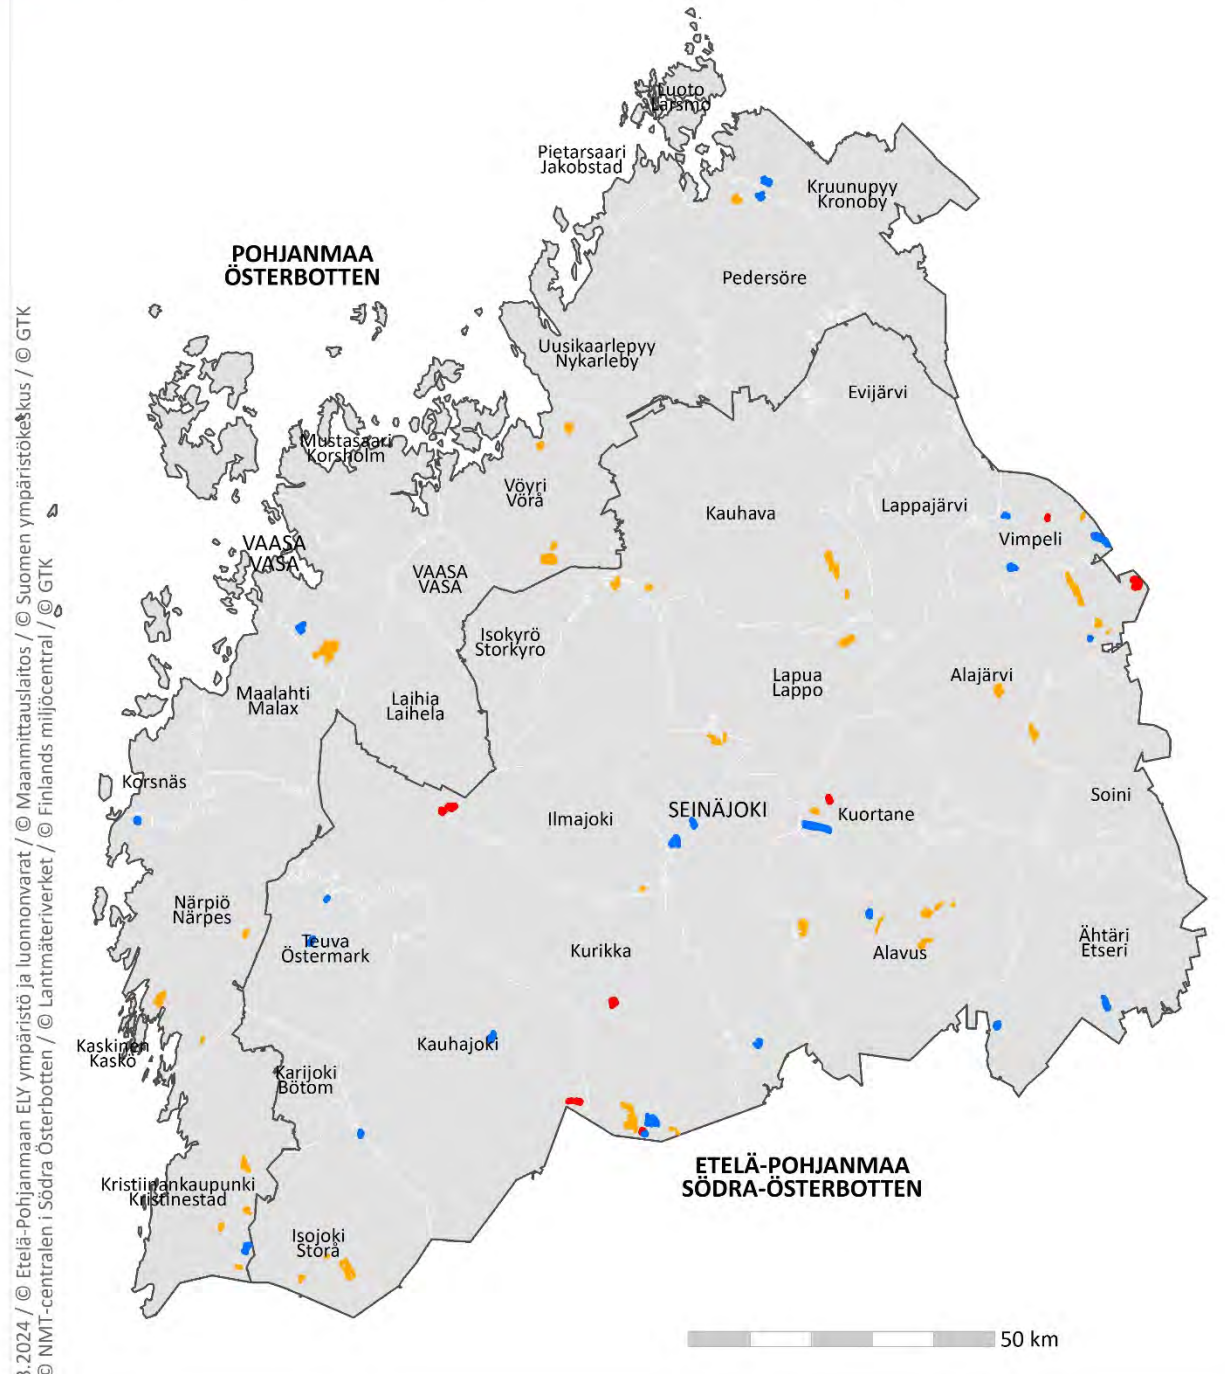 Luoto
Larsmo
Pietarsaari
Jakobstad
Kruunupyy
Kronoby
POHJANMAA
ÖSTERBOTTEN
Pedersöre
Uusikaarlepyy
Nykarleby
Evijärvi
Mustasaari
Korsholm
Vöyri
Vörå
Kauhava
Lappajärvi
Vimpeli
VAASA
VASA
VAASA
VASA
Isokyrö
Storkyro
Lapua
Lappo
Alajärvi
Maalahti
Malax
Laihia
Laihela
Korsnäs
Soini
Ilmajoki
SEINÄJOKI
Kuortane
Närpiö
Närpes
Teuva
Östermark
Kurikka
Alavus
Ähtäri
Etseri
Kaskinen
Kaskö
Kauhajoki
Karijoki
Bötom
ETELÄ-POHJANMAA
SÖDRA-ÖSTERBOTTEN
Kristiinankaupunki
Kristinestad
Isojoki
Storå
50 km
.2024 / © Etelä-Pohjanmaan ELY ympäristö ja luonnonvarat / © Maanmittauslaitos / © Suomen ympäristökeskus / © GTK
© NMT-centralen i Södra Österbotten / © Lantmäteriverket / © Finlands miljöcentral / © GTK